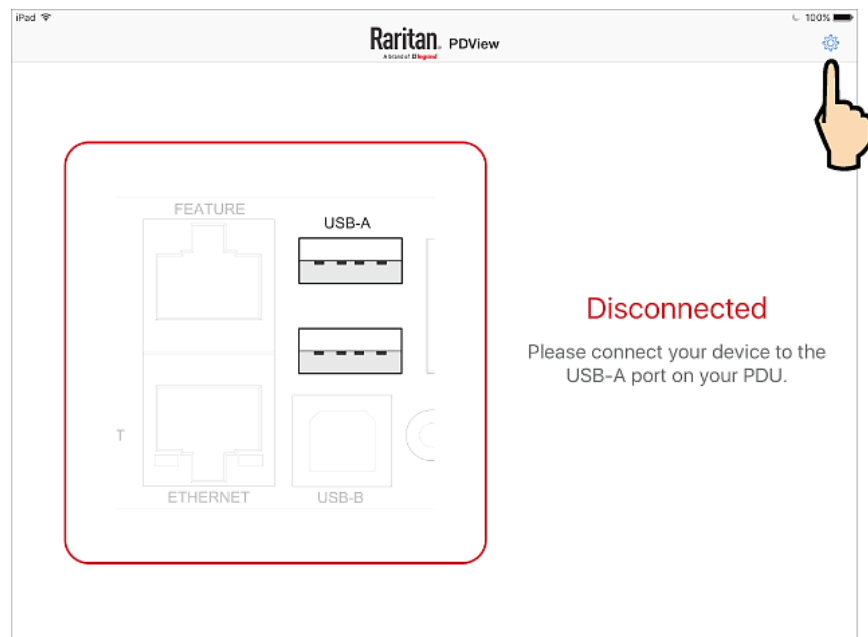 iPad 100%
Raritan. PDView
A brand of legrand
FEATURE
USB-A
Disconnected
Please connect your device to the
USB-A port on your PDU.
T
ETHERNET USB-B